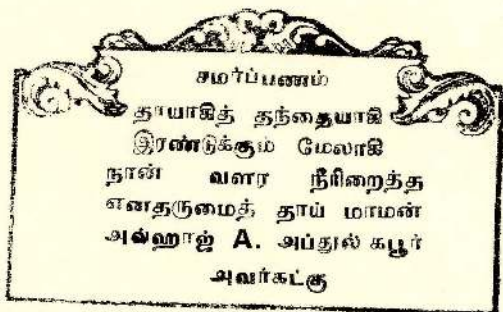 சமர்ப்பணம்
தாயாகித் தந்தையாகி
இரண்டுக்கும் மேலாகி
நான் வளர நீரிறைத்த
எனதருமைத் தாய் மாமன்
அல்ஹாஜ் A. அப்துல் கபூர்
அவர்கட்கு